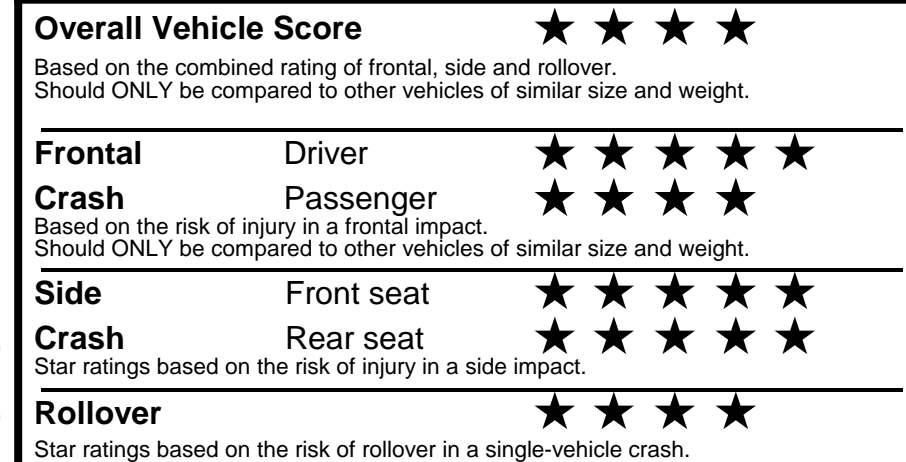 Overall Vehicle Score ★ ★ ★ ★
Based on the combined rating of frontal, side and rollover.
Should ONLY be compared to other vehicles of similar size and weight.
Frontal Driver ★ ★ ★ ★ ★
Crash Passenger ★ ★ ★ ★
Based on the risk of injury in a frontal impact.
Should ONLY be compared to other vehicles of similar size and weight.
Side Front seat ★ ★ ★ ★ ★
Crash Rear seat ★ ★ ★ ★ ★
Star ratings based on the risk of injury in a side impact.
Rollover ★ ★ ★ ★
Star ratings based on the risk of rollover in a single-vehicle crash.